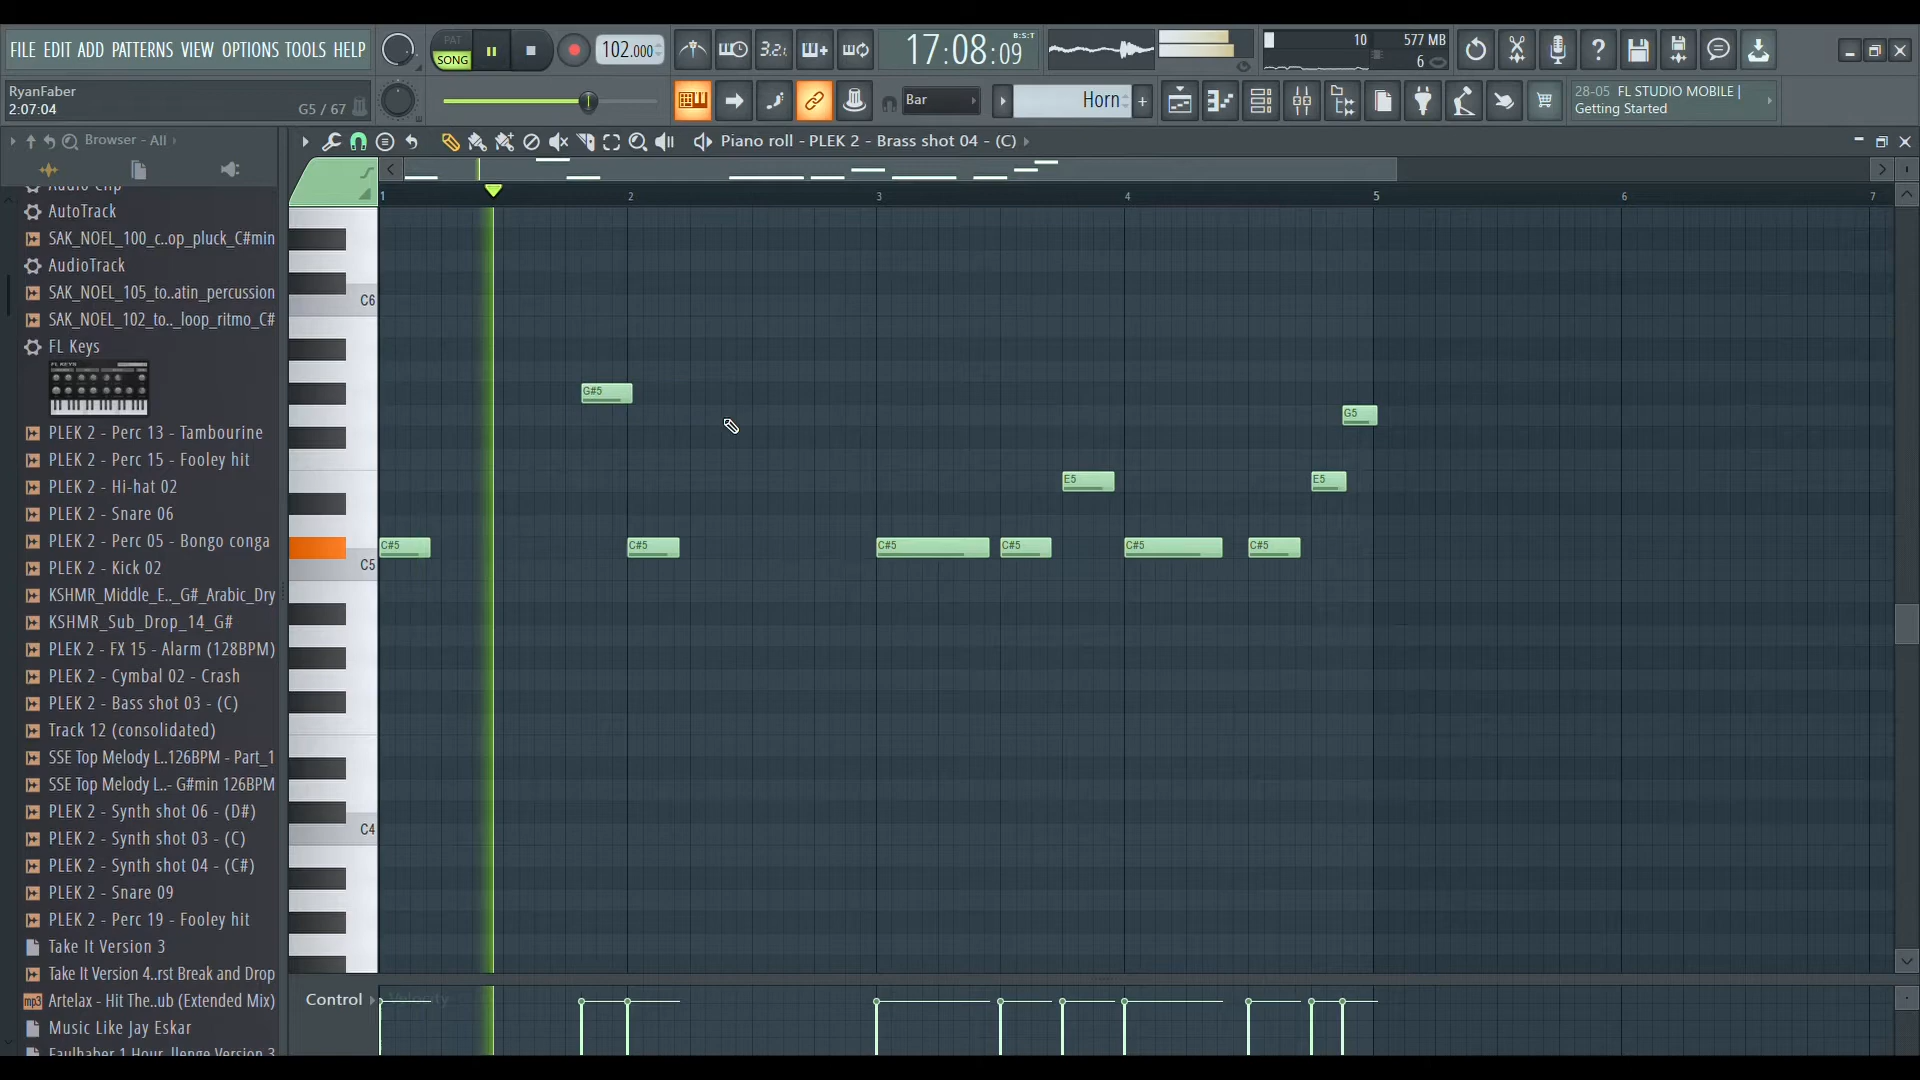 FILE EDIT ADD PATTERNS VIEW OPTIONS TOOLS HELP
PAT
SONG
102.000
3.2.1
17:08:09
B:S:T
10
577 MB
6
RyanFaber
2:07:04
G5 / 67
Bar
Horn
28-05 FL STUDIO MOBILE |
Getting Started
Browser - All
Piano roll - PLEK 2 - Brass shot 04 - (C)
1 2 3 4 5 6 7
Audio Clip
AutoTrack
SAK_NOEL_100_c..op_pluck_C#min
AudioTrack
SAK_NOEL_105_to..atin_percussion
SAK_NOEL_102_to.._loop_ritmo_C#
FL Keys
FL KEYS
PLEK 2 - Perc 13 - Tambourine
PLEK 2 - Perc 15 - Fooley hit
PLEK 2 - Hi-hat 02
PLEK 2 - Snare 06
PLEK 2 - Perc 05 - Bongo conga
PLEK 2 - Kick 02
KSHMR_Middle_E.._G#_Arabic_Dry
KSHMR_Sub_Drop_14_G#
PLEK 2 - FX 15 - Alarm (128BPM)
PLEK 2 - Cymbal 02 - Crash
PLEK 2 - Bass shot 03 - (C)
Track 12 (consolidated)
SSE Top Melody L..126BPM - Part_1
SSE Top Melody L..- G#min 126BPM
PLEK 2 - Synth shot 06 - (D#)
PLEK 2 - Synth shot 03 - (C)
PLEK 2 - Synth shot 04 - (C#)
PLEK 2 - Snare 09
PLEK 2 - Perc 19 - Fooley hit
Take It Version 3
Take It Version 4..rst Break and Drop
mp3 Artelax - Hit The..ub (Extended Mix)
Music Like Jay Eskar
Faulhaber 1 Hour..llenge Version 3
C6
G#5
G5
E5
E5
C#5
C#5
C#5
C#5
C#5
C#5
C5
C4
Control
Velocity